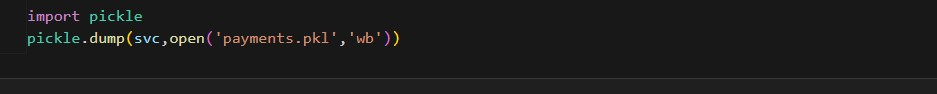 import pickle
pickle.dump(svc,open('payments.pkl','wb'))